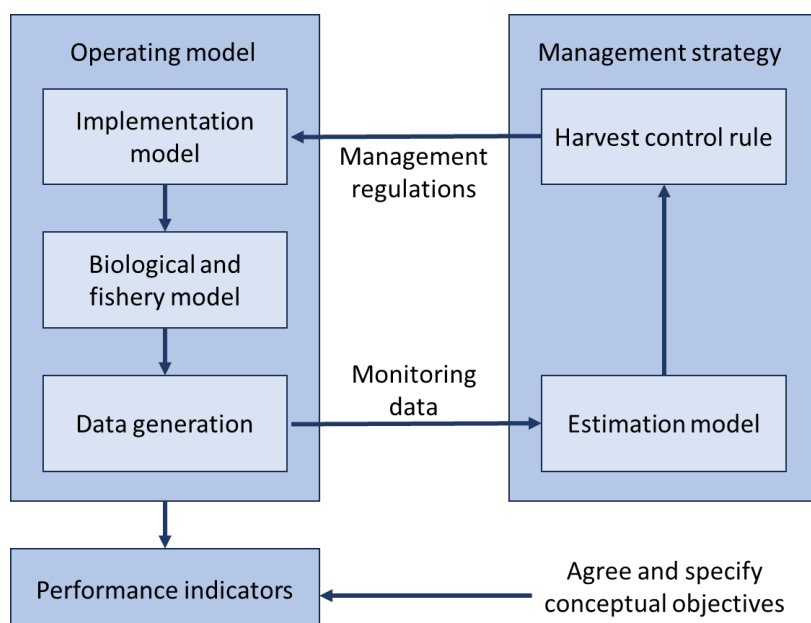 Operating model
Implementation
model
Biological and
fishery model
Data generation
Management
regulations
Monitoring
data
Management strategy
Harvest control rule
Estimation model
Performance indicators
Agree and specify
conceptual objectives